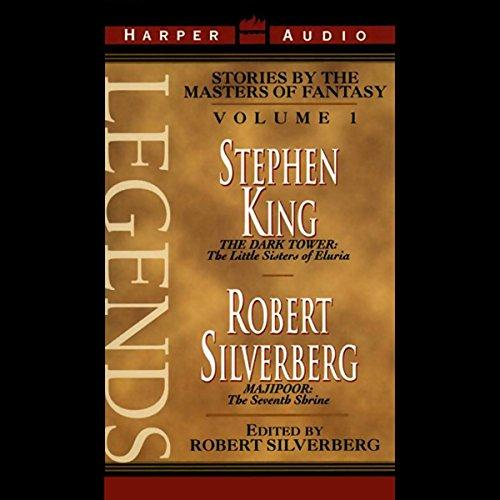 HARPER AUDIO
LEGENDS
STORIES BY THE
MASTERS OF FANTASY
VOLUME 1
STEPHEN
KING
THE DARK TOWER:
The Little Sisters of Eluria
ROBERT
SILVERBERG
MAJIPOOR:
The Seventh Shrine
EDITED BY
ROBERT SILVERBERG